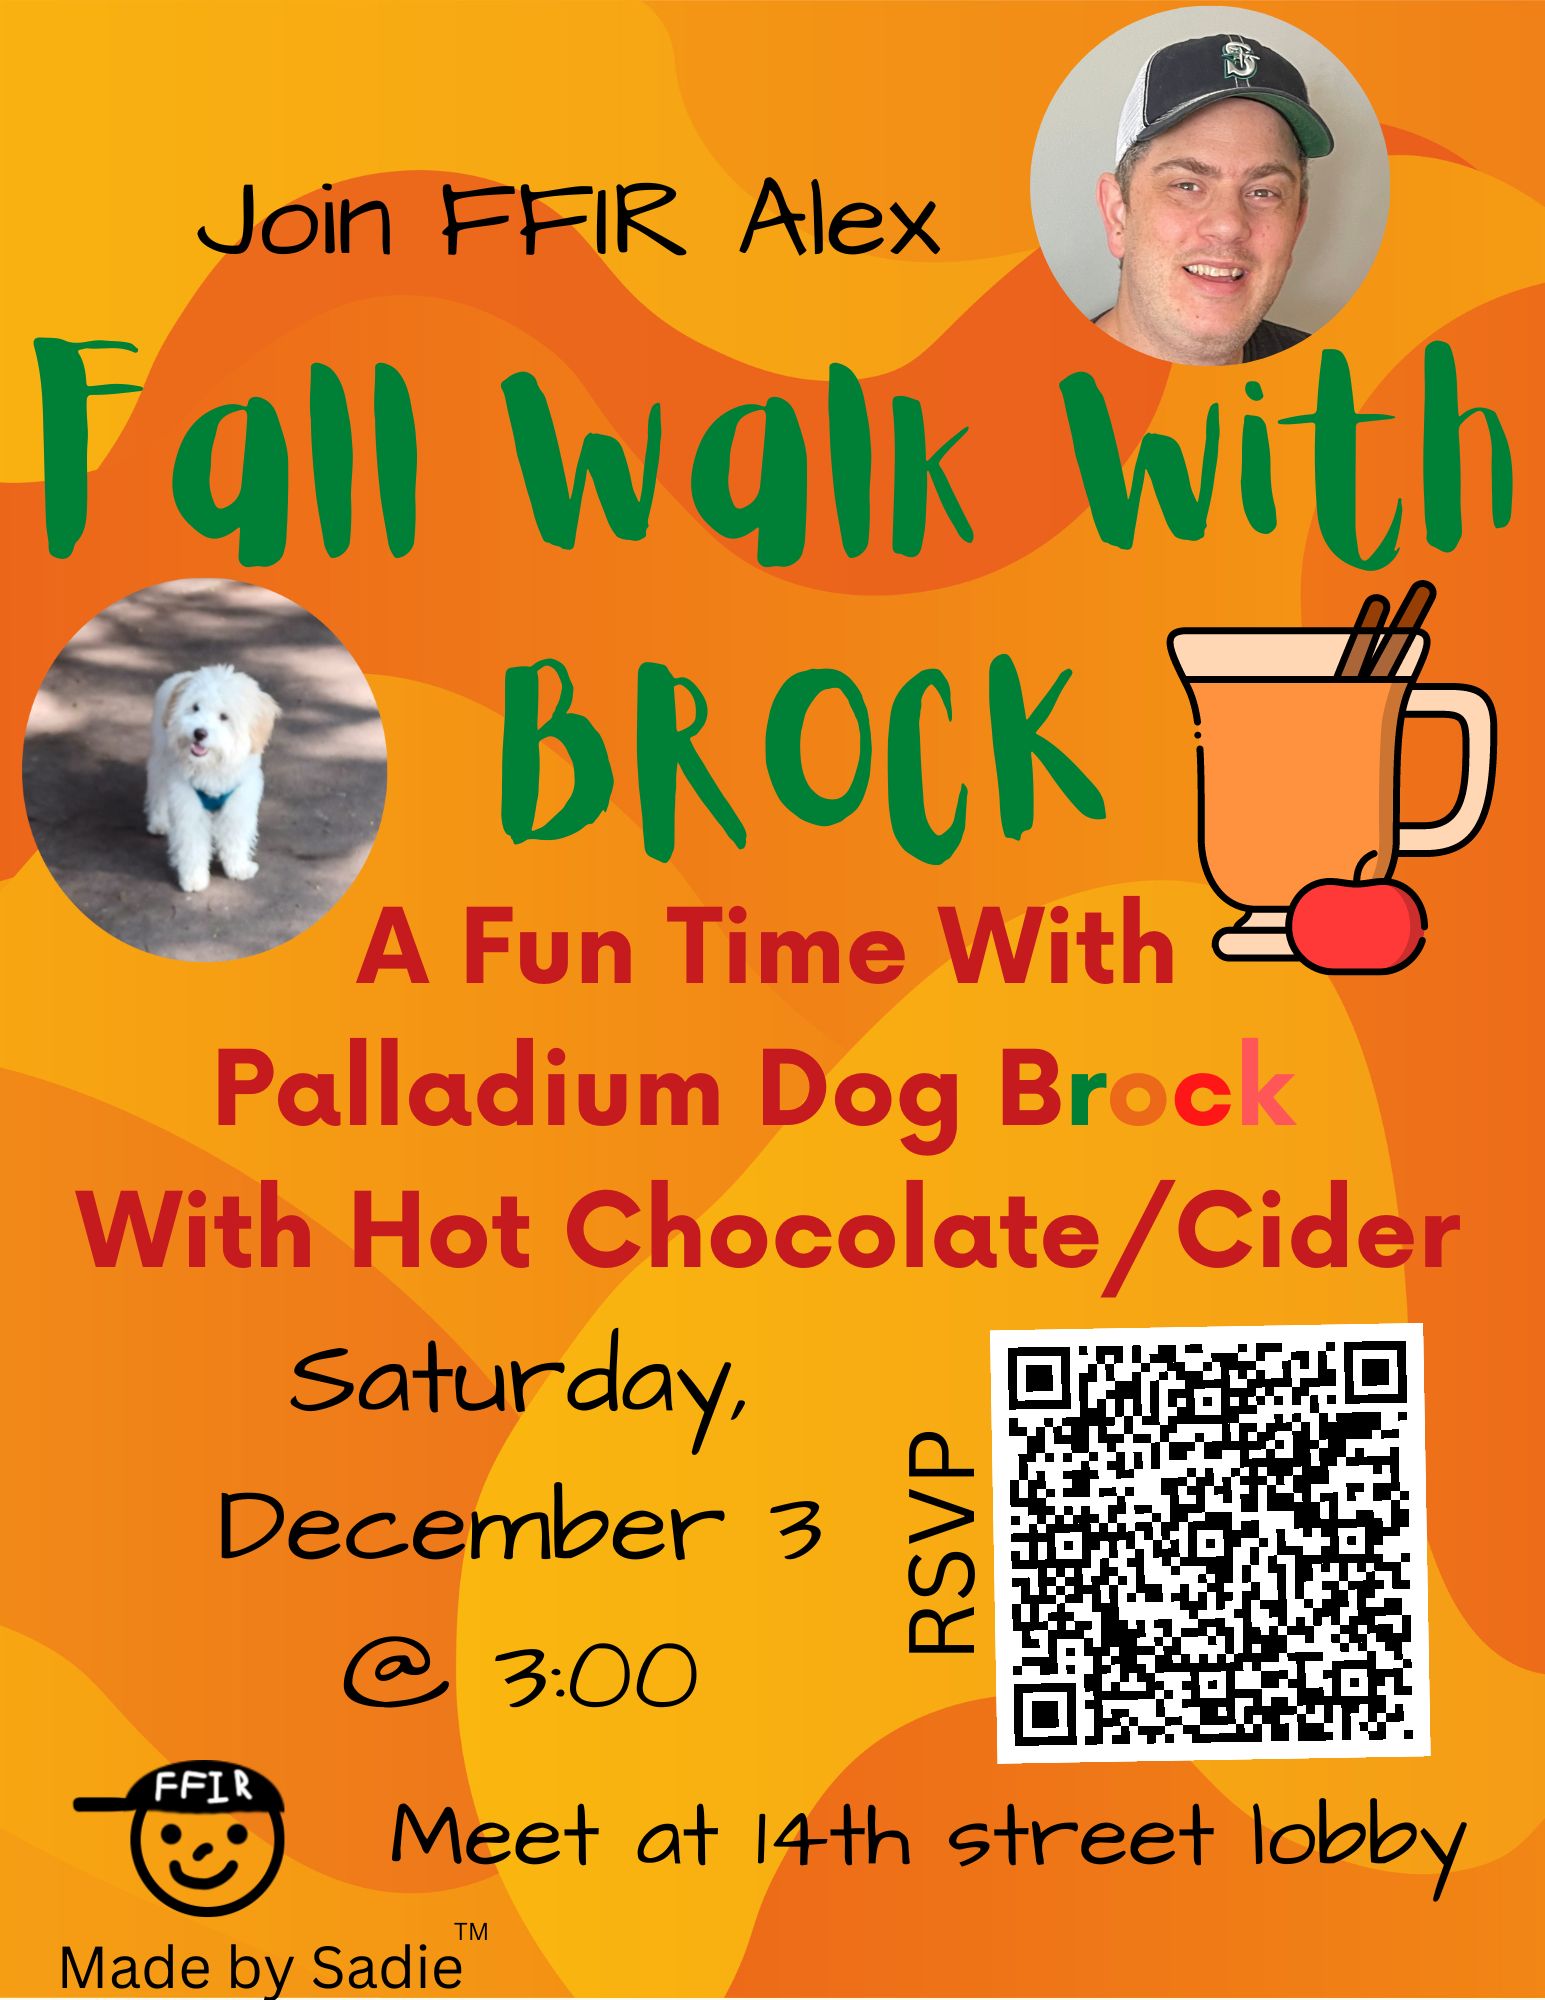 Join FFIR Alex
Fall Walk With
BROCK
A Fun Time With
Palladium Dog Brock
With Hot Chocolate/Cider
Saturday,
December 3
@ 3:00
RSVP
Meet at 14th street lobby
FFIR
Made by Sadie™